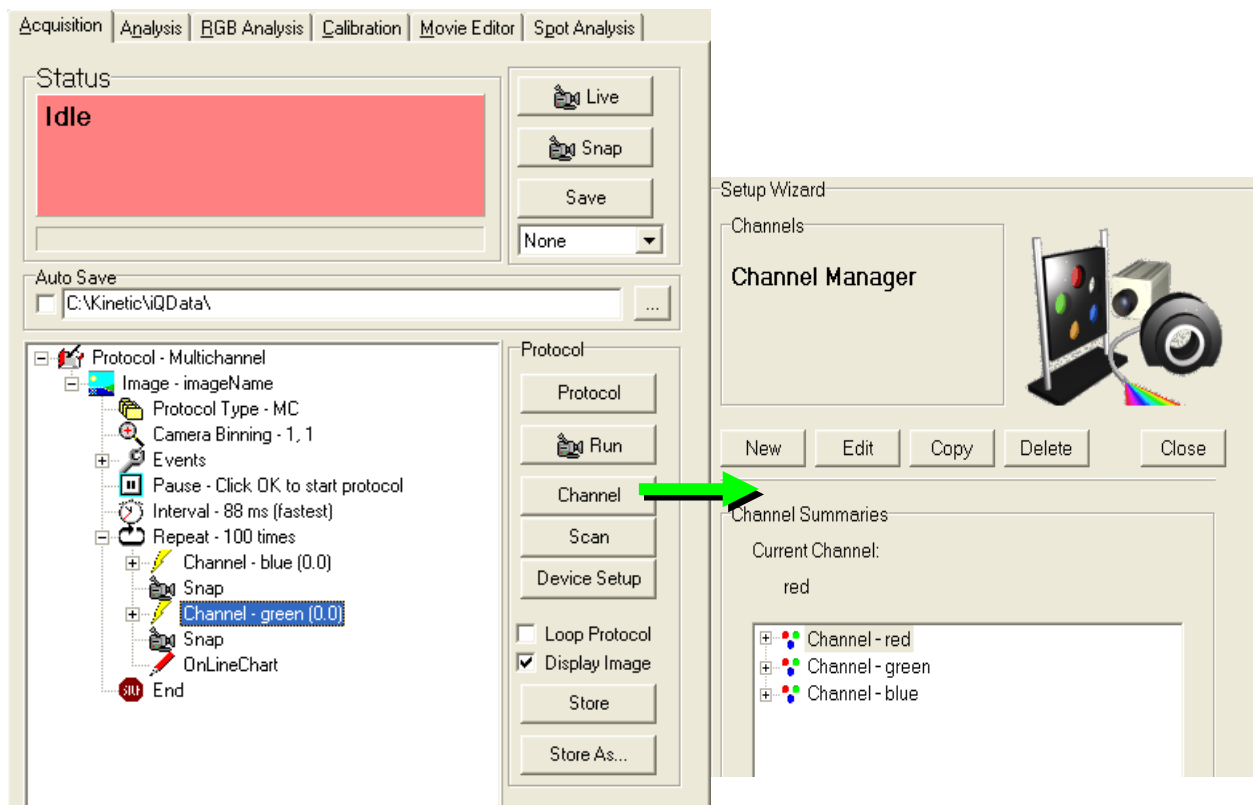 Acquisition
Analysis
RGB Analysis
Calibration
Movie Editor
Spot Analysis
Status
Idle
Live
Snap
Save
None
Auto Save
C:\Kinetic\iQData\
...
Protocol - Multichannel
Image - imageName
Protocol Type - MC
Camera Binning - 1, 1
Events
Pause - Click OK to start protocol
Interval - 88 ms (fastest)
Repeat - 100 times
Channel - blue (0.0)
Snap
Channel - green (0.0)
Snap
OnLineChart
STOP End
Protocol
Protocol
Run
Channel
Scan
Device Setup
Loop Protocol
Display Image
Store
Store As...
Setup Wizard
Channels
Channel Manager
New
Edit
Copy
Delete
Close
Channel Summaries
Current Channel:
red
Channel - red
Channel - green
Channel - blue